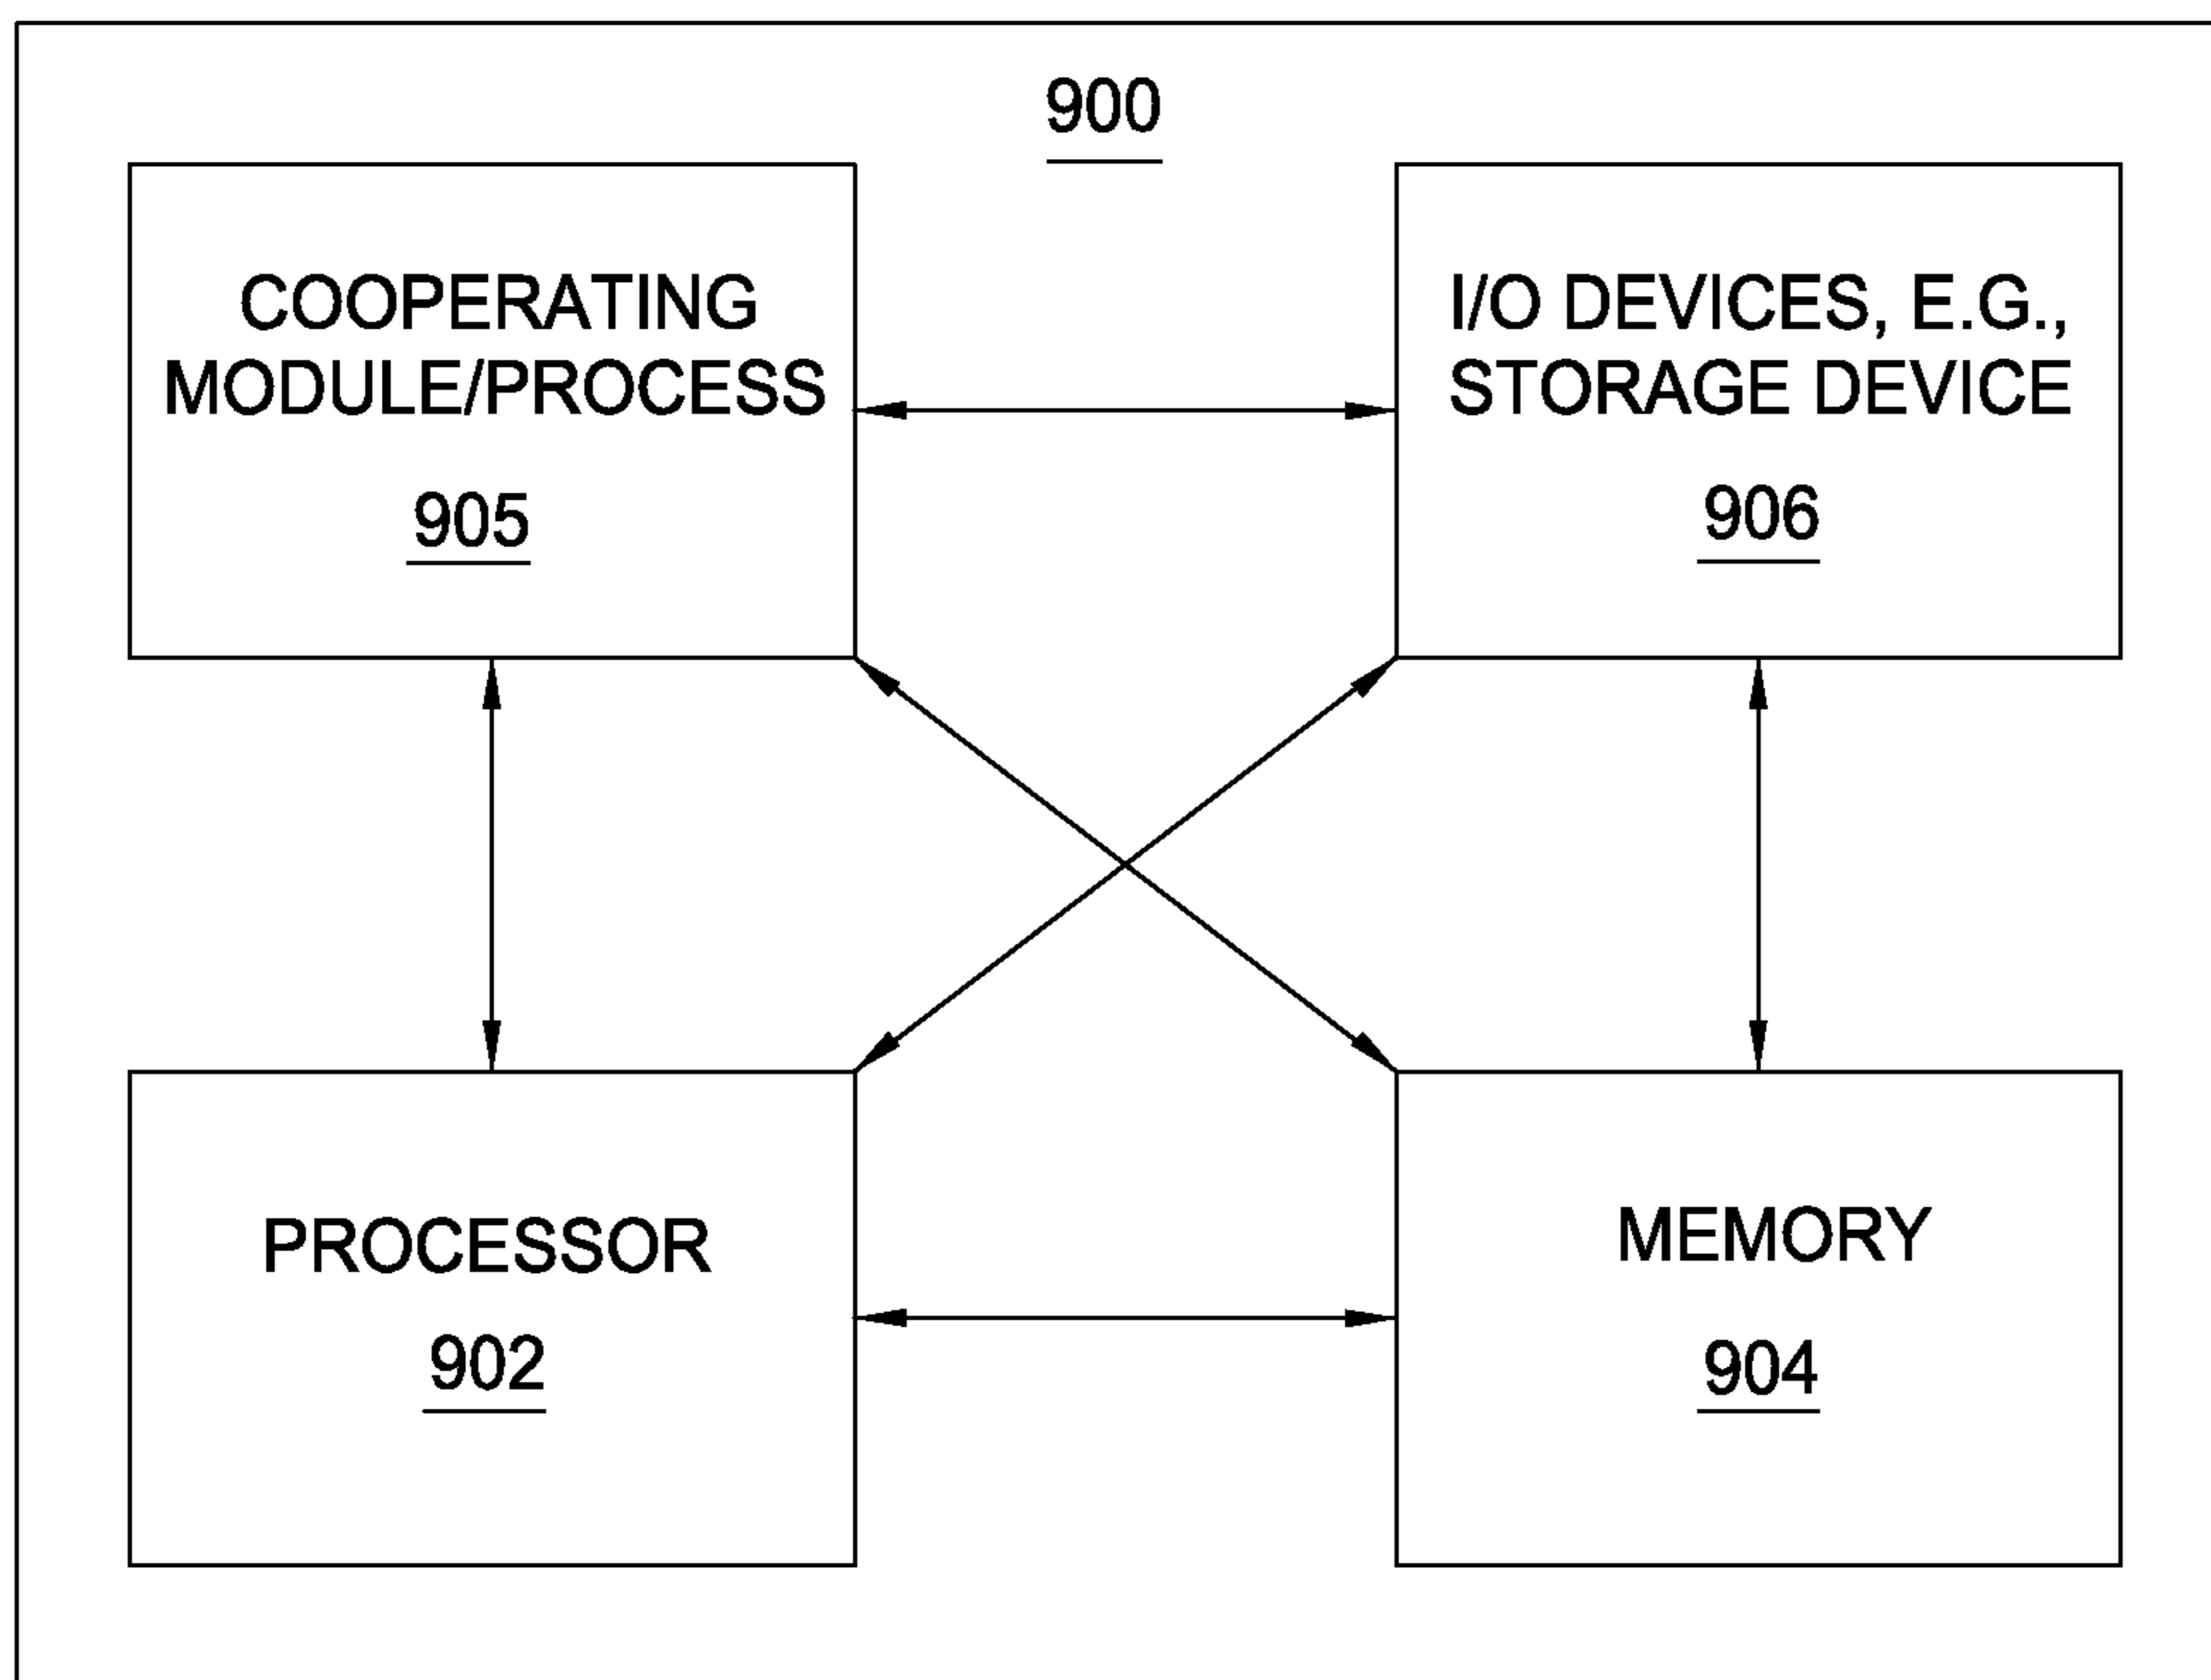 900
COOPERATING
MODULE/PROCESS
905
I/O DEVICES, E.G.,
STORAGE DEVICE
906
PROCESSOR
902
MEMORY
904